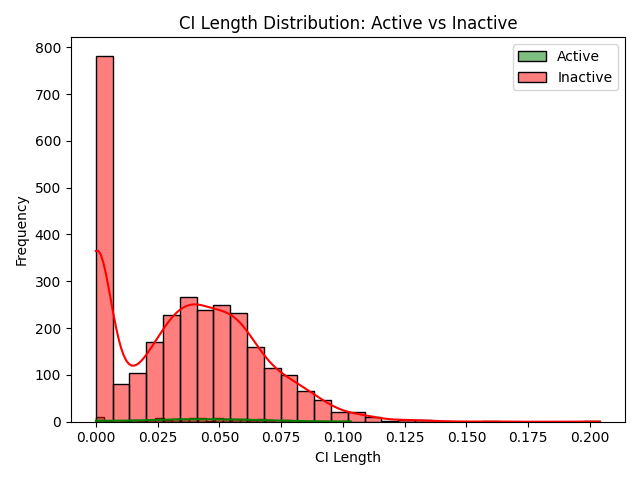 CI Length Distribution: Active vs Inactive
Active
Inactive
Frequency
800
700
600
500
400
300
200
100
0
0.000 0.025 0.050 0.075 0.100 0.125 0.150 0.175 0.200
CI Length